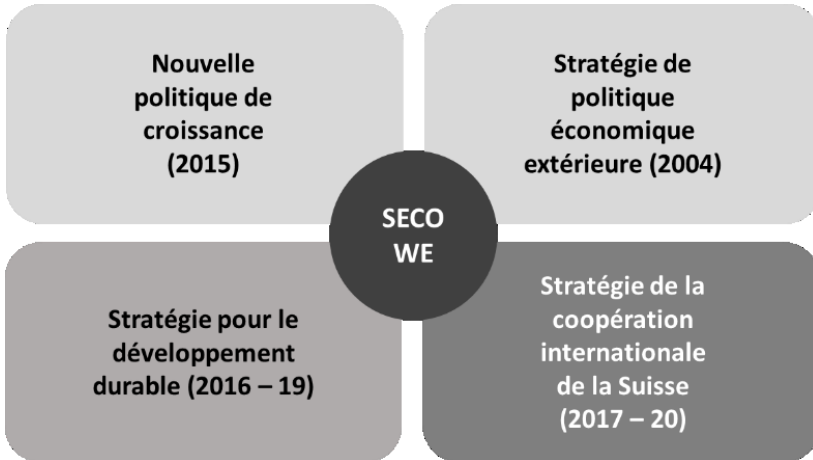 Nouvelle
politique de
croissance
(2015)
Stratégie de
politique
économique
extérieure (2004)
SECO
WE
Stratégie pour le
développement
durable (2016 – 19)
Stratégie de la
coopération
internationale
de la Suisse
(2017 – 20)